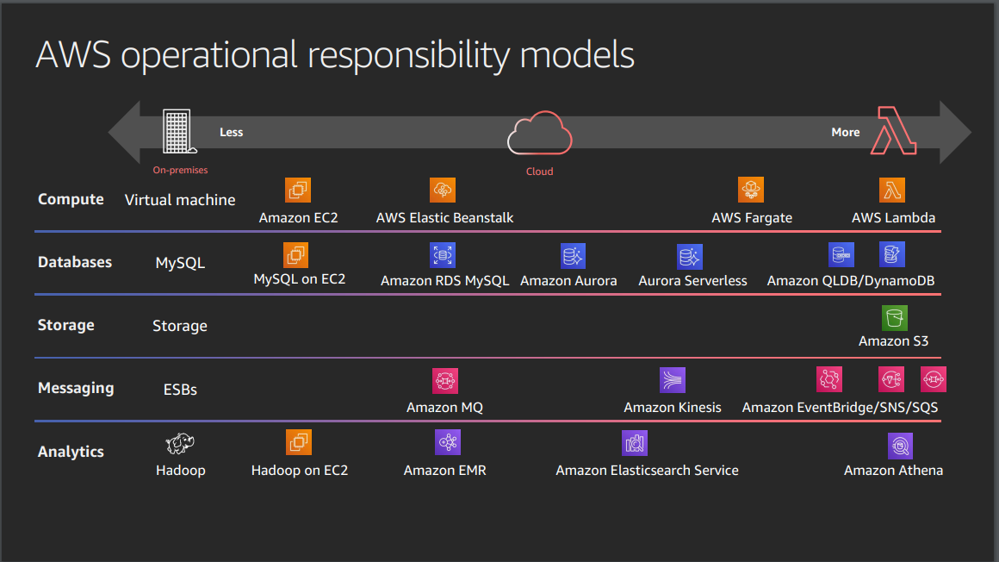 AWS operational responsibility models
Less
More
On-premises
Cloud
Compute
Virtual machine
Amazon EC2
AWS Elastic Beanstalk
AWS Fargate
AWS Lambda
Databases
MySQL
MySQL on EC2
Amazon RDS MySQL
Amazon Aurora
Aurora Serverless
Amazon QLDB/DynamoDB
Storage
Storage
Amazon S3
Messaging
ESBs
Amazon MQ
Amazon Kinesis
Amazon EventBridge/SNS/SQS
Analytics
Hadoop
Hadoop on EC2
Amazon EMR
Amazon Elasticsearch Service
Amazon Athena